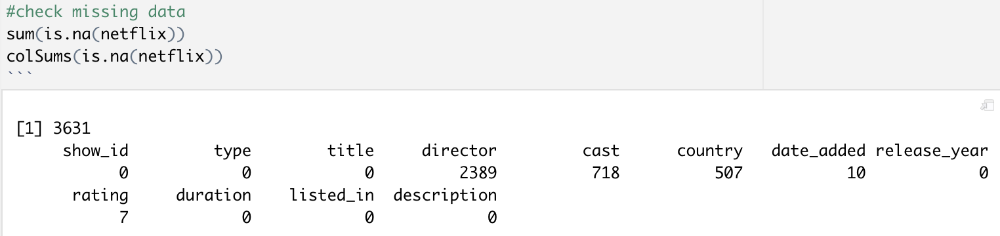 #check missing data
sum(is.na(netflix))
colSums(is.na(netflix))
```
[1] 3631
show_id type title director cast country date_added release_year
0 0 0 2389 718 507 10 0
rating duration listed_in description
7 0 0 0